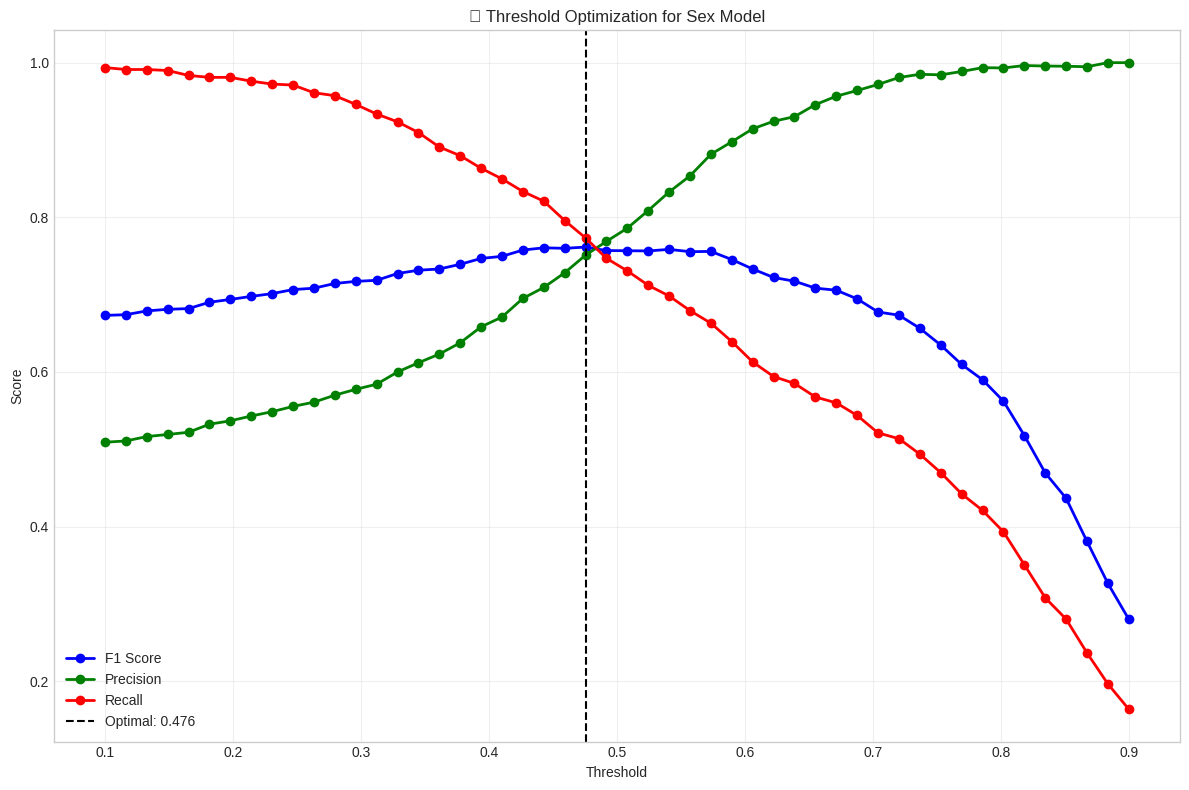 Threshold Optimization for Sex Model
1.0
0.8
0.6
0.4
0.2
Score
F1 Score
Precision
Recall
Optimal: 0.476
0.1 0.2 0.3 0.4 0.5 0.6 0.7 0.8 0.9
Threshold